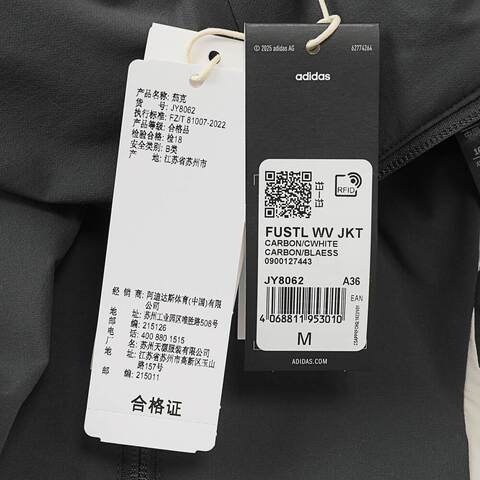 产品名称: 茄克
货 号: JY8062
执行标准: FZ/T 81007-2022
产品等级: 合格品
检验合格: 检18
安全类别: B类
产 地: 江苏省苏州市
经 销 商: 阿迪达斯体育(中国)有限公司
地 址: 苏州工业园区唯胜路508号
邮 编: 215126
电 话: 400 880 1515
厂 名: 苏州天源服装有限公司
厂 址: 江苏省苏州市高新区玉山路157号
邮 编: 215011
合格证
© 2025 adidas AG
62774264
adidas
RFID
FUSTL WV JKT
CARBON/CWHITE
CARBON/BLAESS
0900127443
JY8062 A36
EAN
4 068811 953010
M
ADIDAS.COM